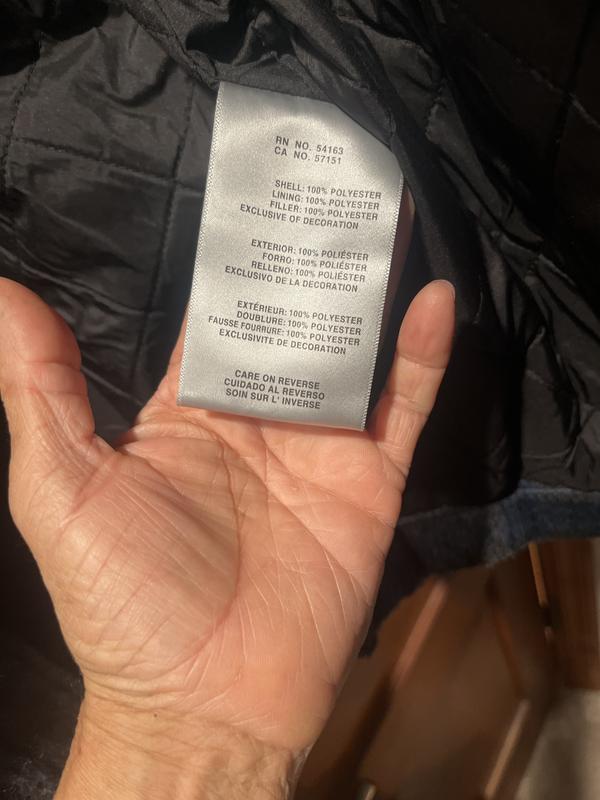 RN NO. 54163
CA NO. 57151
SHELL: 100% POLYESTER
LINING: 100% POLYESTER
FILLER: 100% POLYESTER
EXCLUSIVE OF DECORATION
EXTERIOR: 100% POLIÉSTER
FORRO: 100% POLIÉSTER
RELLENO: 100% POLIÉSTER
EXCLUSIVO DE LA DECORATION
EXTÉRIEUR: 100% POLYESTER
DOUBLURE: 100% POLYESTER
FAUSSE FOURRURE: 100% POLYESTER
EXCLUSIVITE DE DECORATION
CARE ON REVERSE
CUIDADO AL REVERSO
SOIN SUR L' INVERSE